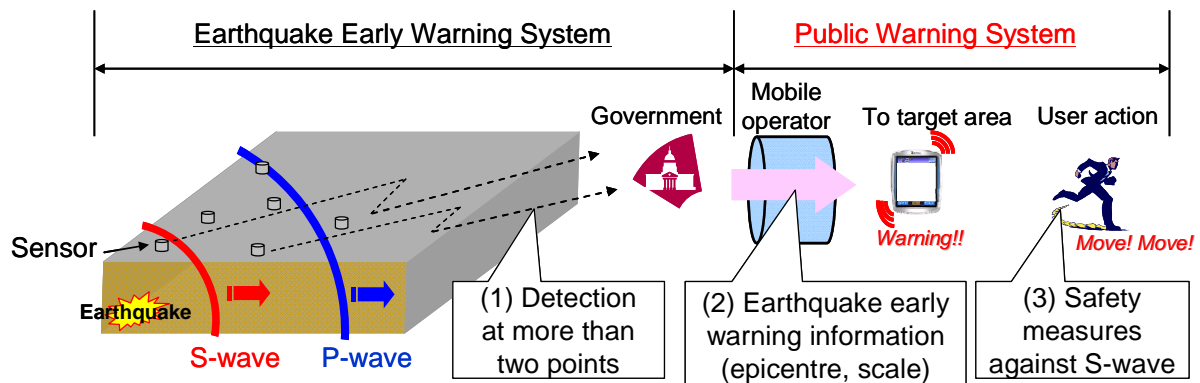 Earthquake Early Warning System
Public Warning System
Government
Mobile
operator
To target area
User action
Sensor
Warning!!
Move! Move!
Earthquake
S-wave
P-wave
(1) Detection
at more than
two points
(2) Earthquake early
warning information
(epicentre, scale)
(3) Safety
measures
against S-wave